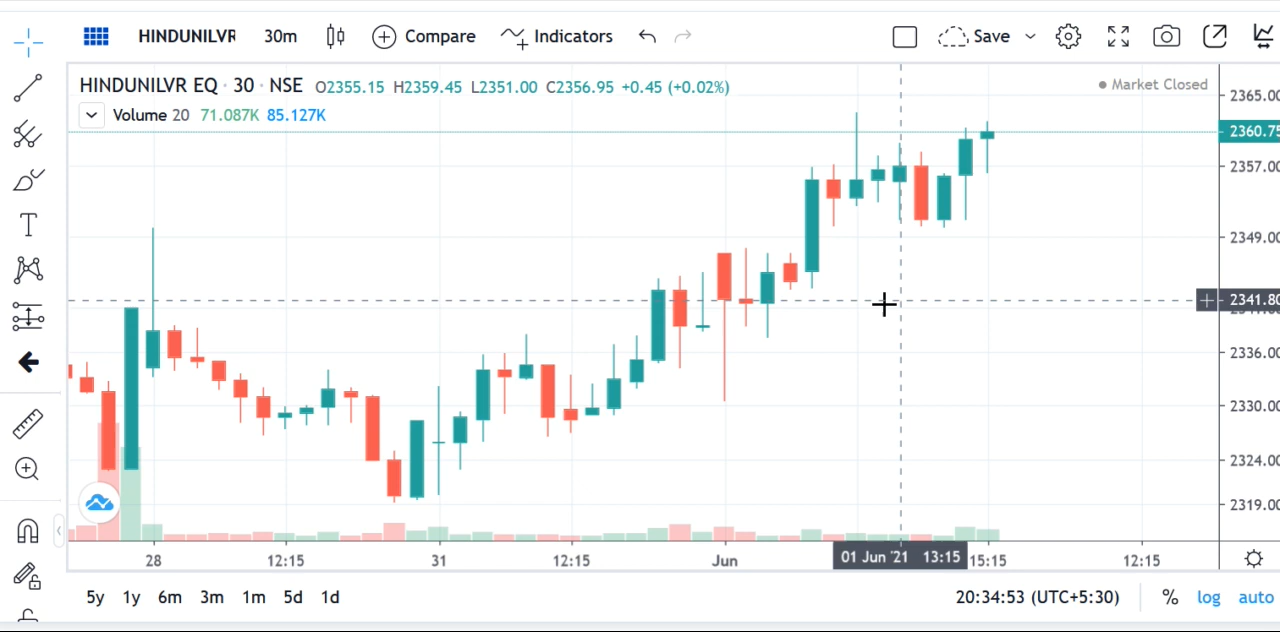 HINDUNILVR 30m Compare Indicators Save
HINDUNILVR EQ · 30 · NSE O2355.15 H2359.45 L2351.00 C2356.95 +0.45 (+0.02%) Market Closed
Volume 20 71.087K 85.127K
2365.00
2360.75
2357.00
2349.00
2341.80
2336.00
2330.00
2324.00
2319.00
28 12:15 31 12:15 Jun 01 Jun '21 13:15 15:15 12:15
5y 1y 6m 3m 1m 5d 1d 20:34:53 (UTC+5:30) % log auto